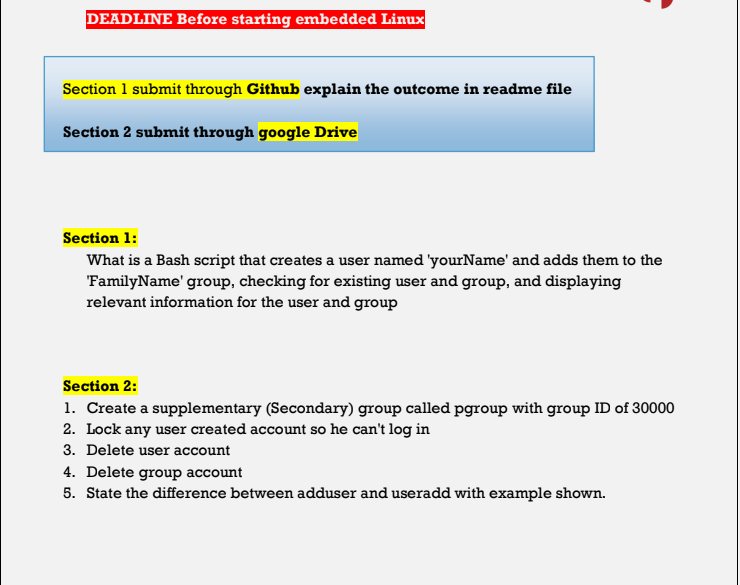 DEADLINE Before starting embedded Linux
Section 1 submit through Github explain the outcome in readme file
Section 2 submit through google Drive
Section 1:
What is a Bash script that creates a user named 'yourName' and adds them to the
'FamilyName' group, checking for existing user and group, and displaying
relevant information for the user and group
Section 2:
1. Create a supplementary (Secondary) group called pgroup with group ID of 30000
2. Lock any user created account so he can't log in
3. Delete user account
4. Delete group account
5. State the difference between adduser and useradd with example shown.